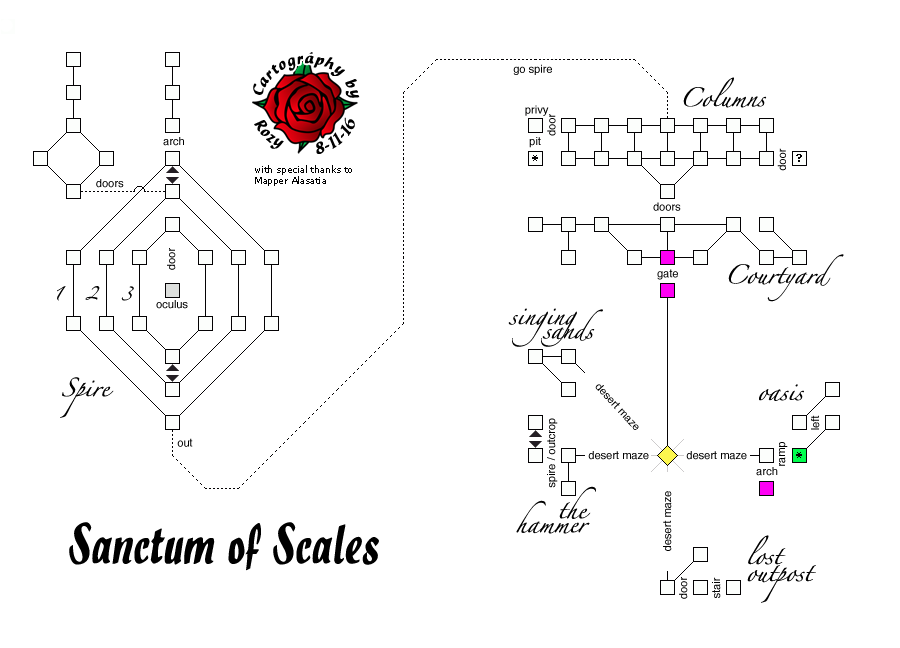 Cartography by
Rozy 8-11-16
with special thanks to
Mapper Alasatia
go spire
Columns
privy
door
pit
*
door
?
arch
doors
doors
door
1
2
3
oculus
gate
Courtyard
singing
sands
Spire
desert maze
oasis
left
out
spire / outcrop
desert maze
desert maze
ramp
*
arch
the
hammer
desert maze
Sanctum of Scales
lost
outpost
door
stair